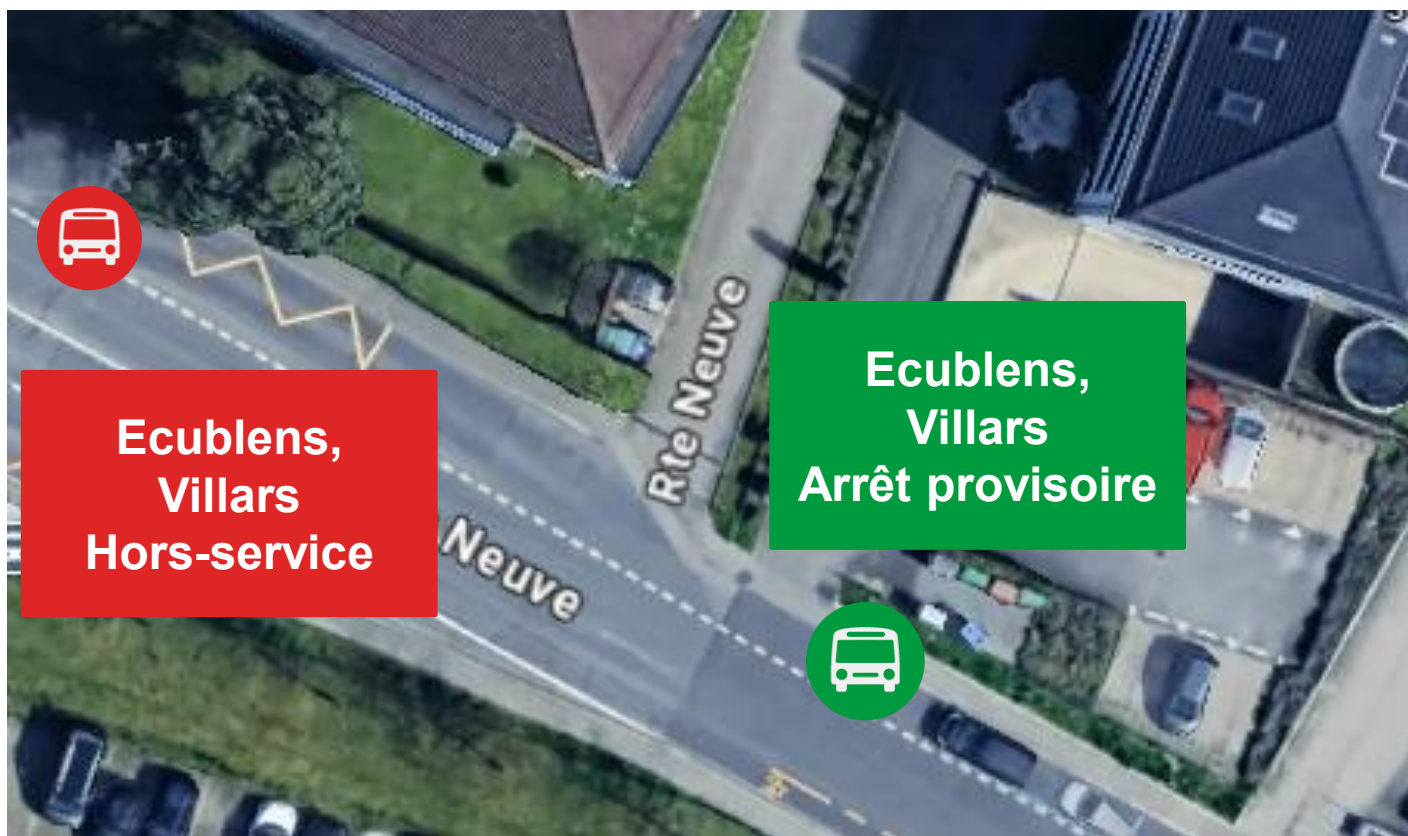 Rte Neuve
Ecublens,
Villars
Arrêt provisoire
Ecublens,
Villars
Hors-service
Neuve